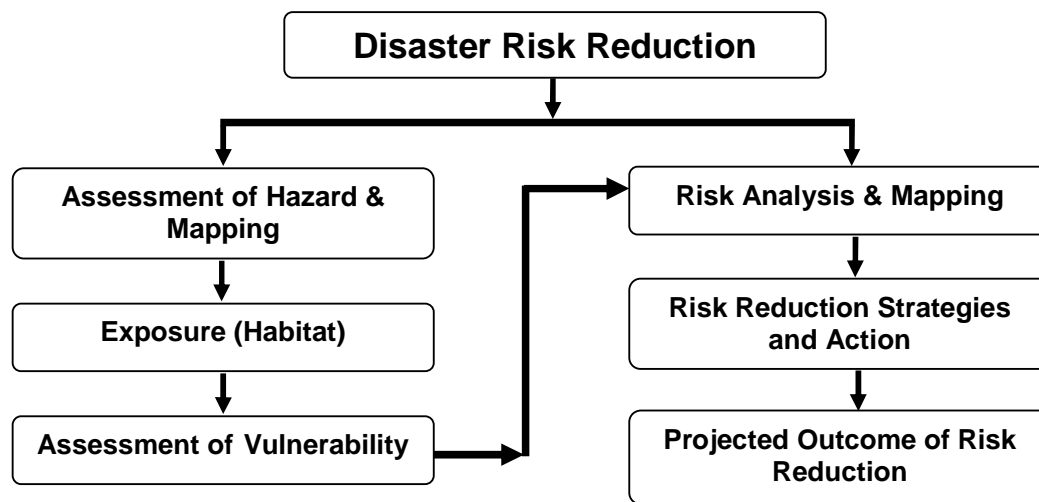 Disaster Risk Reduction
Assessment of Hazard &
Mapping
Exposure (Habitat)
Assessment of Vulnerability
Risk Analysis & Mapping
Risk Reduction Strategies
and Action
Projected Outcome of Risk
Reduction